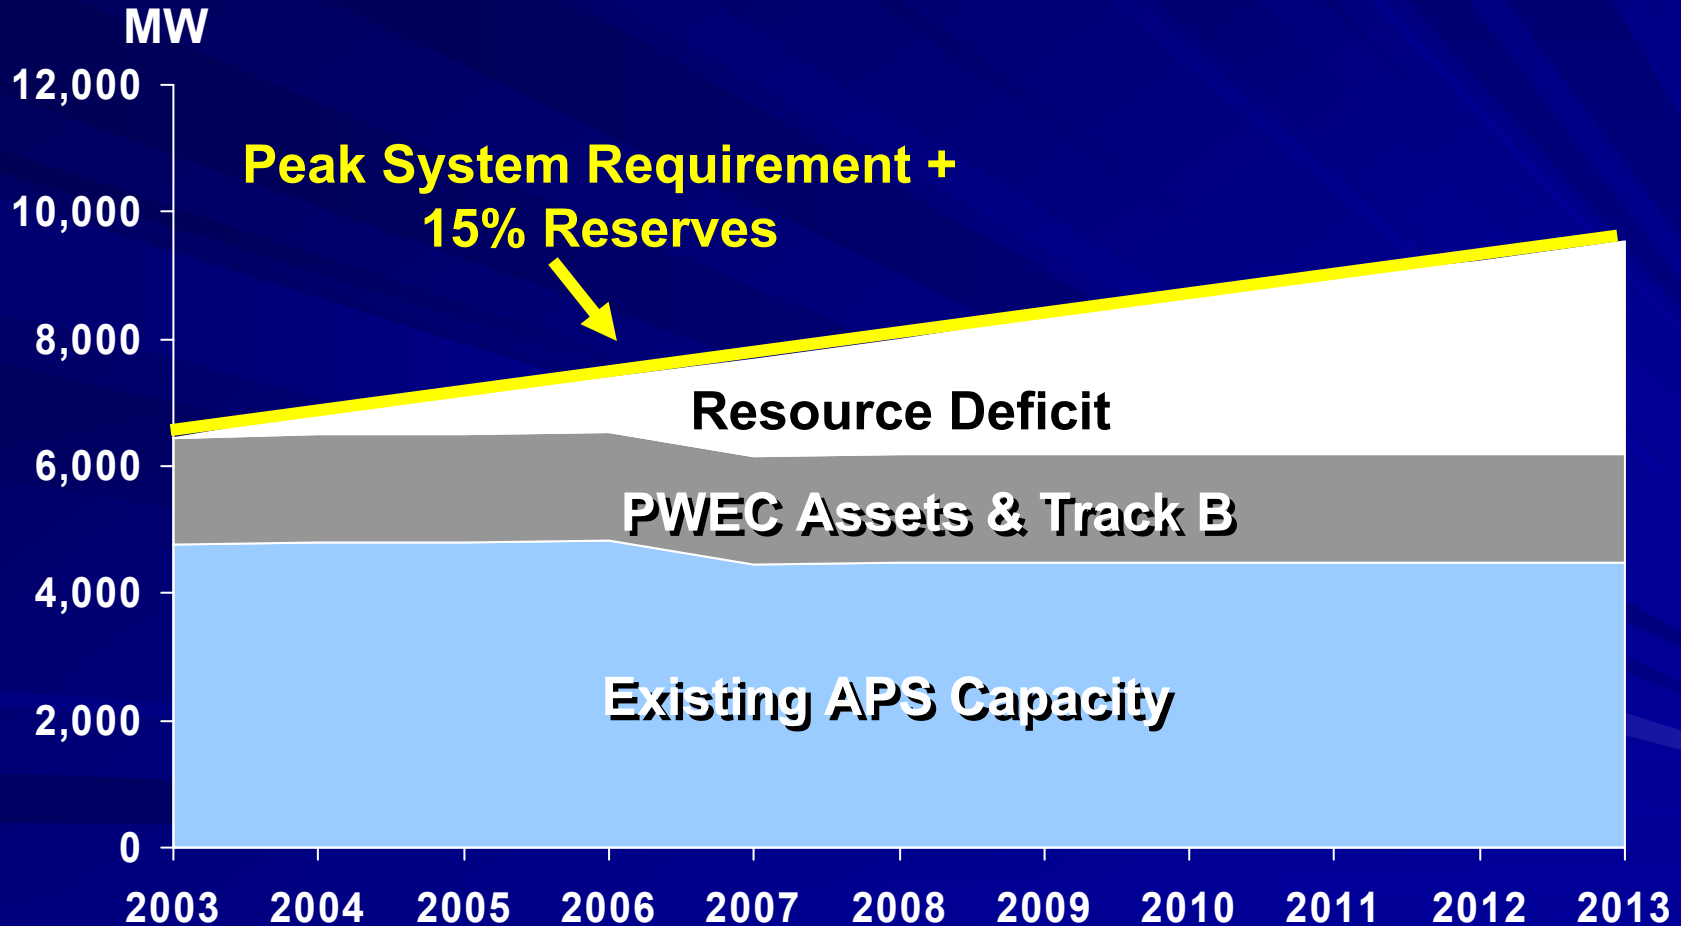 MW
12,000
10,000
8,000
6,000
4,000
2,000
0
Peak System Requirement +
15% Reserves
Resource Deficit
PWEC Assets & Track B
Existing APS Capacity
2003 2004 2005 2006 2007 2008 2009 2010 2011 2012 2013